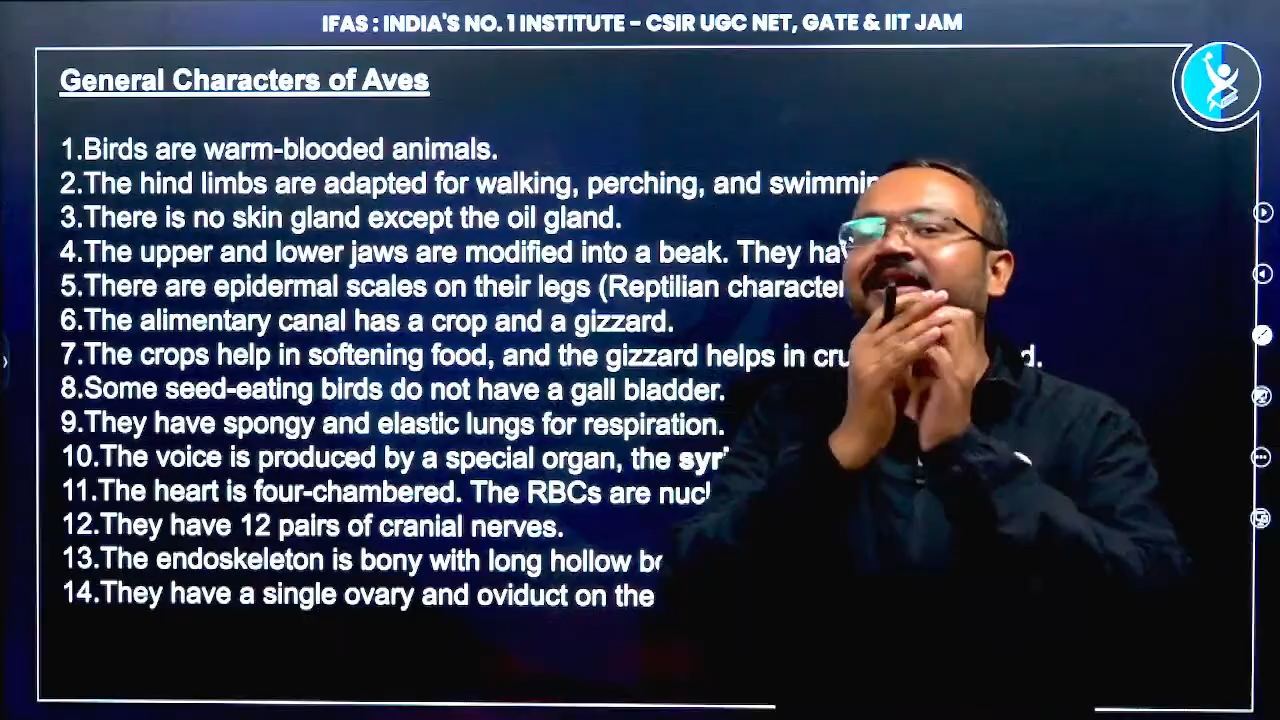 IFAS : INDIA'S NO. 1 INSTITUTE - CSIR UGC NET, GATE & IIT JAM
General Characters of Aves
1.Birds are warm-blooded animals.
2.The hind limbs are adapted for walking, perching, and
3.There is no skin gland except the oil gland.
4.The upper and lower jaws are modified into a beak. They
5.There are epidermal scales on their legs (Reptilian character
6.The alimentary canal has a crop and a gizzard.
7.The crops help in softening food, and the gizzard helps in
8.Some seed-eating birds do not have a gall bladder.
9.They have spongy and elastic lungs for respiration.
10.The voice is produced by a special organ, the
11.The heart is four-chambered. The RBCs are
12.They have 12 pairs of cranial nerves.
13.The endoskeleton is bony with long hollow
14.They have a single ovary and oviduct on the